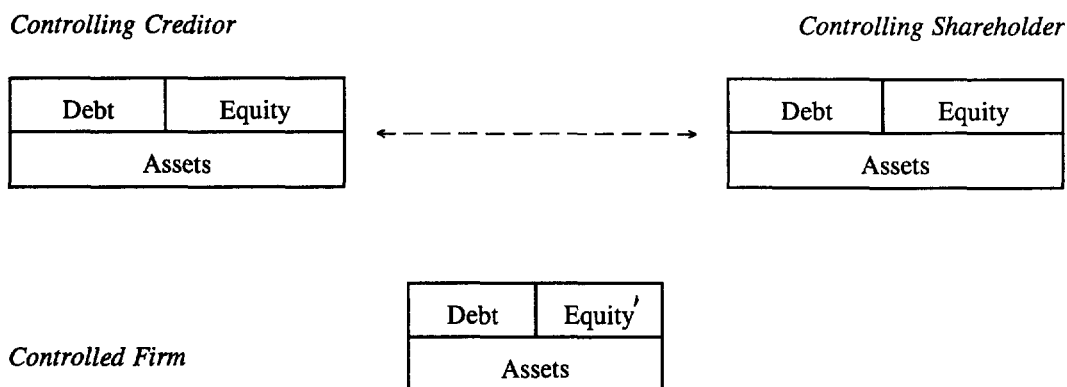 Controlling Creditor Controlling Shareholder
Debt Equity Debt Equity
Assets Assets
Debt Equity'
Controlled Firm Assets